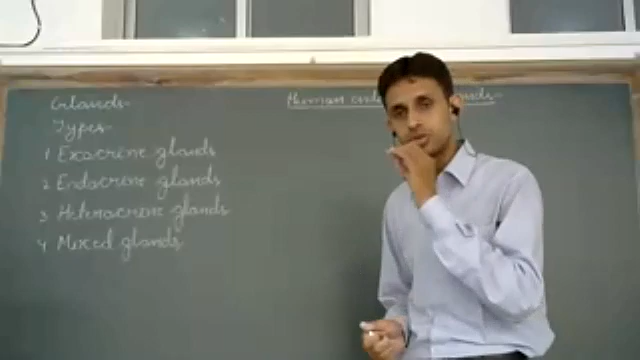 Human
Glands-
Types-
1 Exocrine glands
2 Endocrine glands
3 Heterocrine glands
4 Mixed glands